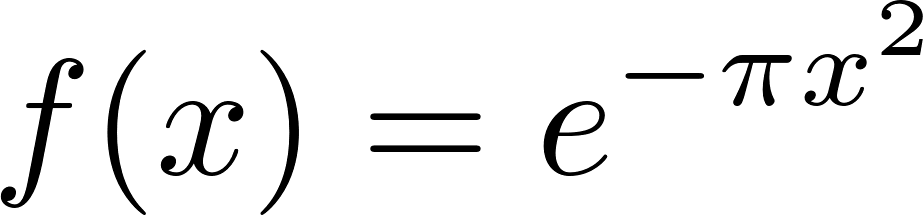 f(x) = e^{-πx^2}